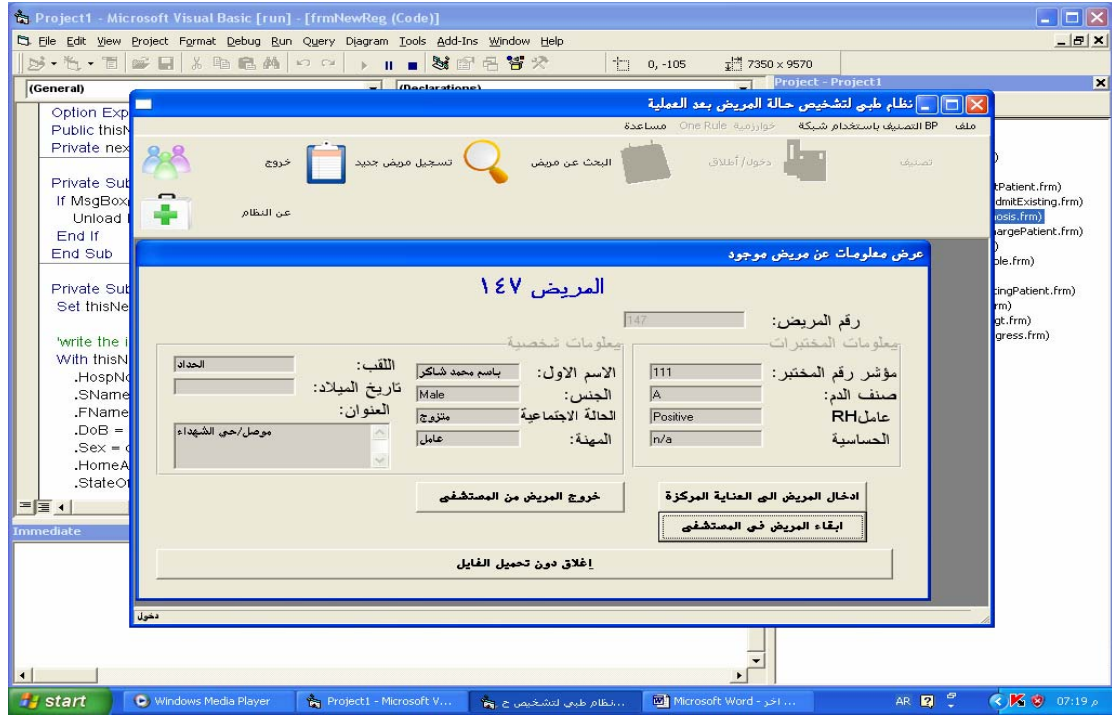 Project1 - Microsoft Visual Basic [run] - [frmNewReg (Code)]
File Edit View Project Format Debug Run Query Diagram Tools Add-Ins Window Help
0, -105 7350 x 9570
(General) (Declarations)
Project - Project1
Option Exp
Public thisN
Private nex
Private Sub
If MsgBox
Unload
End If
End Sub
Private Sub
Set thisNe
'write the i
With thisN
.HospNo
.SName
.FName
.DoB =
.Sex =
.HomeA
.StateOf
Immediate
tPatient.frm)
dmitExisting.frm)
nosis.frm)
hargePatient.frm)
)
ble.frm)
tingPatient.frm)
rm)
gt.frm)
gress.frm)
نظام طبي لتشخيص حالة المريض بعد العملية
ملف التصنيف باستخدام شبكة BP خوارزمية One Rule مساعدة
تصنيف دخول/أطلاق البحث عن مريض تسجيل مريض جديد خروج
عن النظام
عرض معلومات عن مريض موجود
المريض ١٤٧
رقم المريض: 147
معلومات المختبرات
مؤشر رقم المختبر: 111
صنف الدم: A
عاملRH Positive
الحساسية n/a
معلومات شخصية
الاسم الاول: باسم محمد شاكر
الجنس: Male
الحالة الاجتماعية متزوج
المهنة: عامل
اللقب: الحداد
تاريخ الميلاد:
العنوان:
موصل/حي الشهداء
ادخال المريض الى العناية المركزة
خروج المريض من المستشفى
ابقاء المريض في المستشفى
إغلاق دون تحميل الفايل
دخول
start Windows Media Player Project1 - Microsoft V... نظام طبي لتشخيص ح... Microsoft Word - اخر ... AR 07:19 م